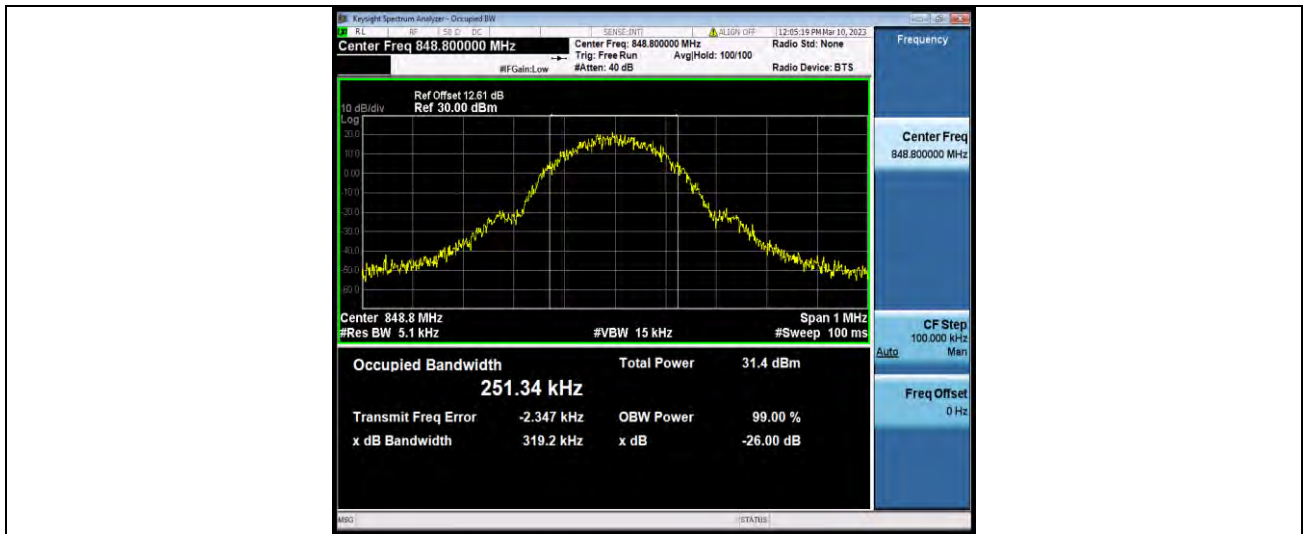 Keysight Spectrum Analyzer - Occupied BW
RL RF 50 Ω DC SENSE:INT ALIGN OFF 12:05:19 PM Mar 10, 2023
Center Freq 848.800000 MHz
Center Freq: 848.800000 MHz
Radio Std: None
Trig: Free Run
Avg|Hold: 100/100
#IFGain:Low
#Atten: 40 dB
Radio Device: BTS
Ref Offset 12.61 dB
10 dB/div
Ref 30.00 dBm
Log
20.0
10.0
0.00
-10.0
-20.0
-30.0
-40.0
-50.0
-60.0
Center 848.8 MHz
Span 1 MHz
#Res BW 5.1 kHz
#VBW 15 kHz
#Sweep 100 ms
Occupied Bandwidth
Total Power 31.4 dBm
251.34 kHz
Transmit Freq Error -2.347 kHz
OBW Power 99.00 %
x dB Bandwidth 319.2 kHz
x dB -26.00 dB
MSG
STATUS
Frequency
Center Freq
848.800000 MHz
CF Step
100.000 kHz
Auto Man
Freq Offset
0 Hz